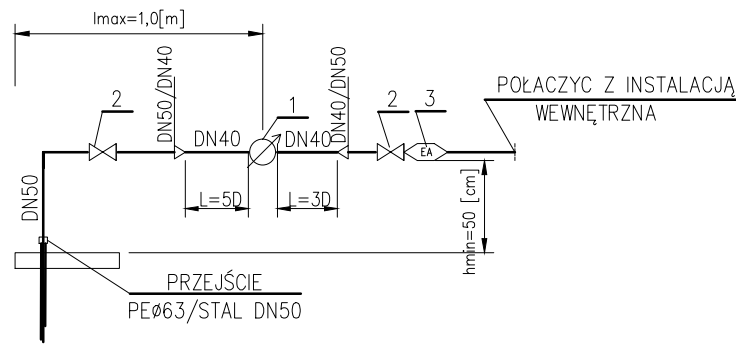 lmax=1,0[m]
2
DN50/DN40
1
DN40
DN40
DN40/DN50
2
3
POŁACZYC Z INSTALACJĄ
WEWNĘTRZNA
EA
DN50
L=5D
L=3D
hmin=50 [cm]
PRZEJŚCIE
PEø63/STAL DN50